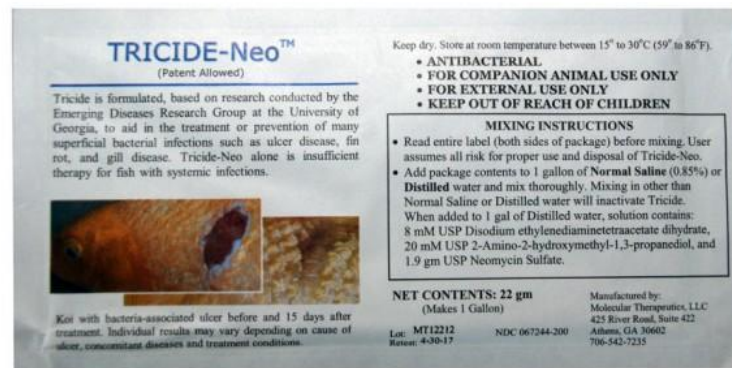 TRICIDE-Neo™
(Patent Allowed)
Tricide is formulated, based on research conducted by the
Emerging Diseases Research Group at the University of
Georgia, to aid in the treatment or prevention of many
superficial bacterial infections such as ulcer disease, fin
rot, and gill disease. Tricide-Neo alone is insufficient
therapy for fish with systemic infections.
Koi with bacteria-associated ulcer before and 15 days after
treatment. Individual results may vary depending on cause of
ulcer, concomitant diseases and treatment conditions.
Keep dry. Store at room temperature between 15° to 30°C (59° to 86°F).
• ANTIBACTERIAL
• FOR COMPANION ANIMAL USE ONLY
• FOR EXTERNAL USE ONLY
• KEEP OUT OF REACH OF CHILDREN
MIXING INSTRUCTIONS
• Read entire label (both sides of package) before mixing. User
assumes all risk for proper use and disposal of Tricide-Neo.
• Add package contents to 1 gallon of Normal Saline (0.85%) or
Distilled water and mix thoroughly. Mixing in other than
Normal Saline or Distilled water will inactivate Tricide.
When added to 1 gal of Distilled water, solution contains:
8 mM USP Disodium ethylenediaminetetraacetate dihydrate,
20 mM USP 2-Amino-2-hydroxymethyl-1,3-propanediol, and
1.9 gm USP Neomycin Sulfate.
NET CONTENTS: 22 gm
(Makes 1 Gallon)
Lot: MT12212
Retest: 4-30-17
NDC 067244-200
Manufactured by:
Molecular Therapeutics, LLC
425 River Road, Suite 422
Athens, GA 30602
706-542-7235